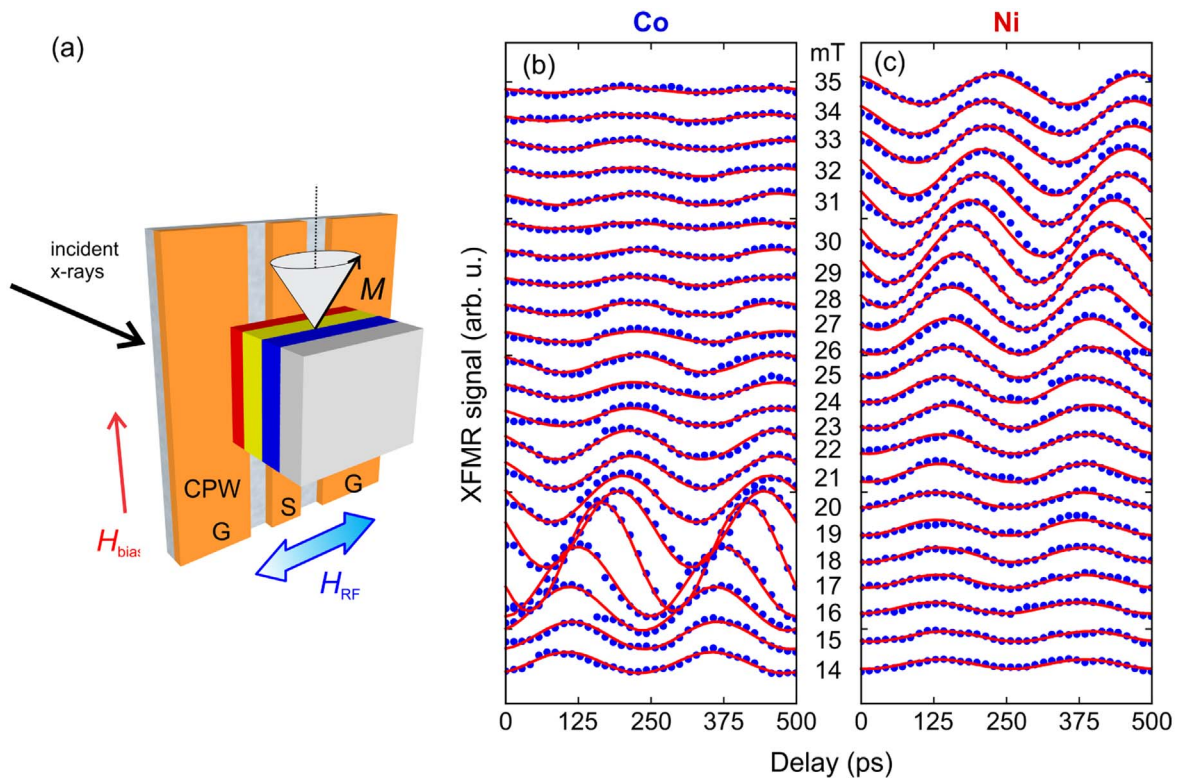 (a)
incident
x-rays
M
CPW
G
S
G
H bias
H RF
Co
Ni
(b)
mT
(c)
XFMR signal (arb. u.)
35
34
33
32
31
30
29
28
27
26
25
24
23
22
21
20
19
18
17
16
15
14
0 125 250 375 500
0 125 250 375 500
Delay (ps)